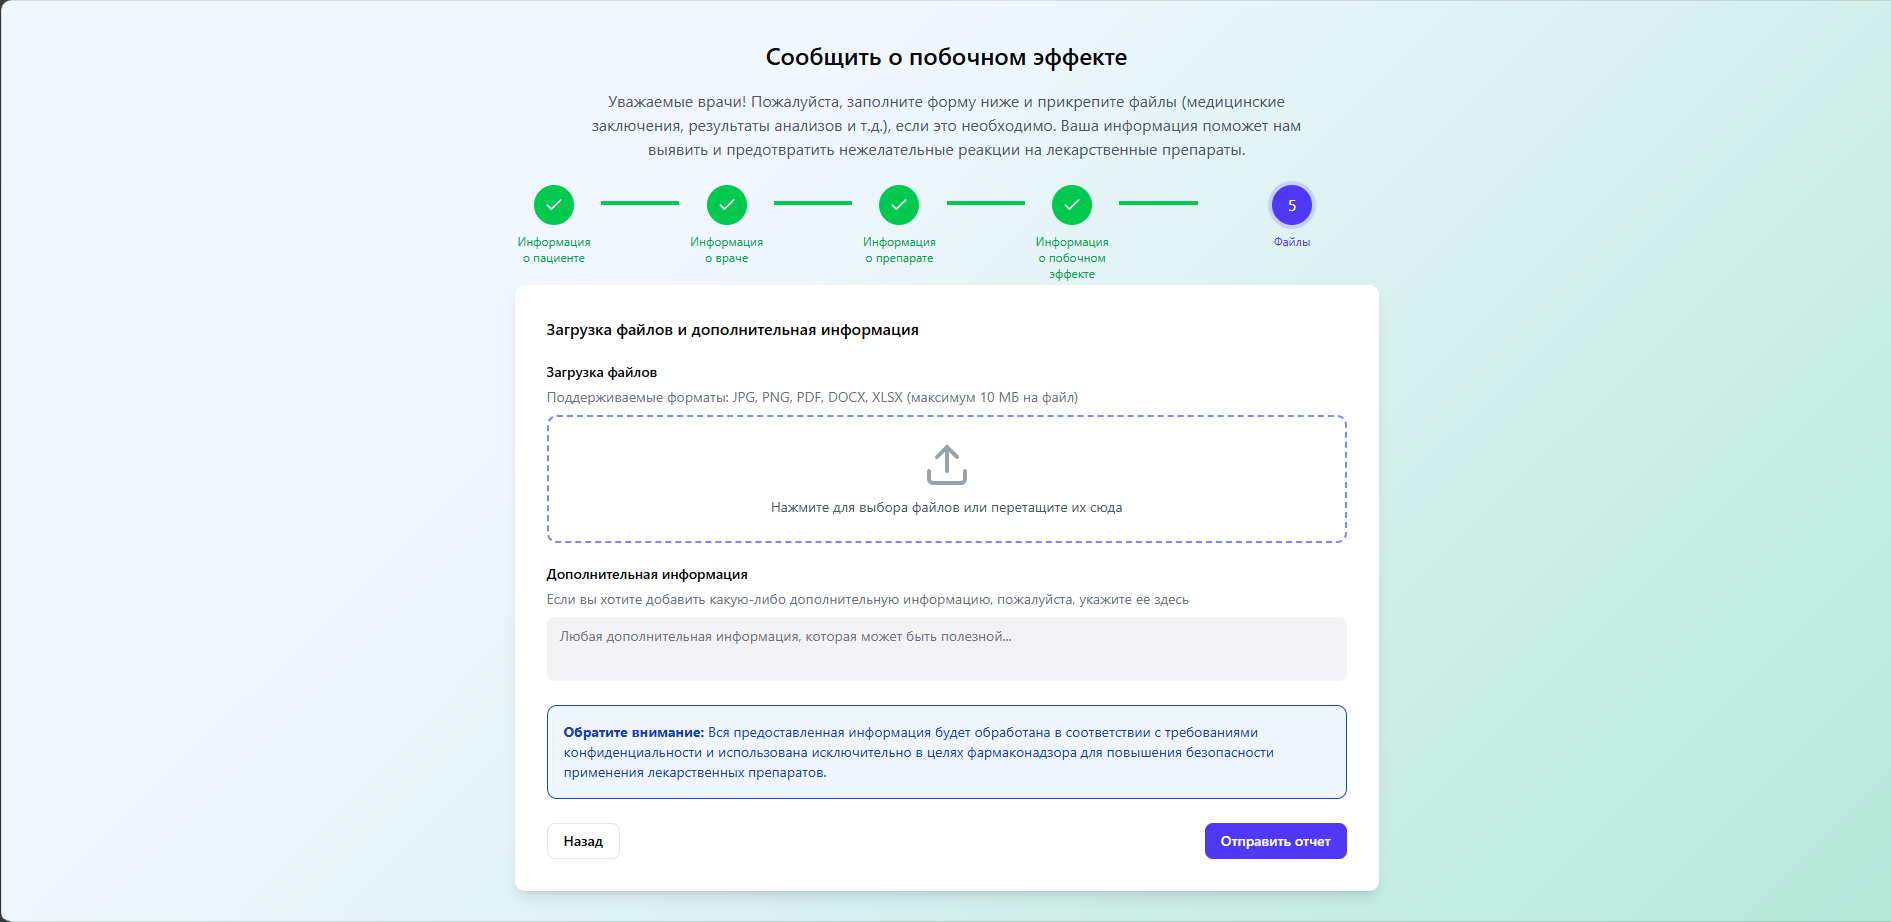 Сообщить о побочном эффекте
Уважаемые врачи! Пожалуйста, заполните форму ниже и прикрепите файлы (медицинские
заключения, результаты анализов и т.д.), если это необходимо. Ваша информация поможет нам
выявить и предотвратить нежелательные реакции на лекарственные препараты.
Информация
о пациенте
Информация
о враче
Информация
о препарате
Информация
о побочном
эффекте
5
Файлы
Загрузка файлов и дополнительная информация
Загрузка файлов
Поддерживаемые форматы: JPG, PNG, PDF, DOCX, XLSX (максимум 10 МБ на файл)
Нажмите для выбора файлов или перетащите их сюда
Дополнительная информация
Если вы хотите добавить какую-либо дополнительную информацию, пожалуйста, укажите ее здесь
Любая дополнительная информация, которая может быть полезной...
Обратите внимание: Вся предоставленная информация будет обработана в соответствии с требованиями
конфиденциальности и использована исключительно в целях фармаконадзора для повышения безопасности
применения лекарственных препаратов.
Назад
Отправить отчет